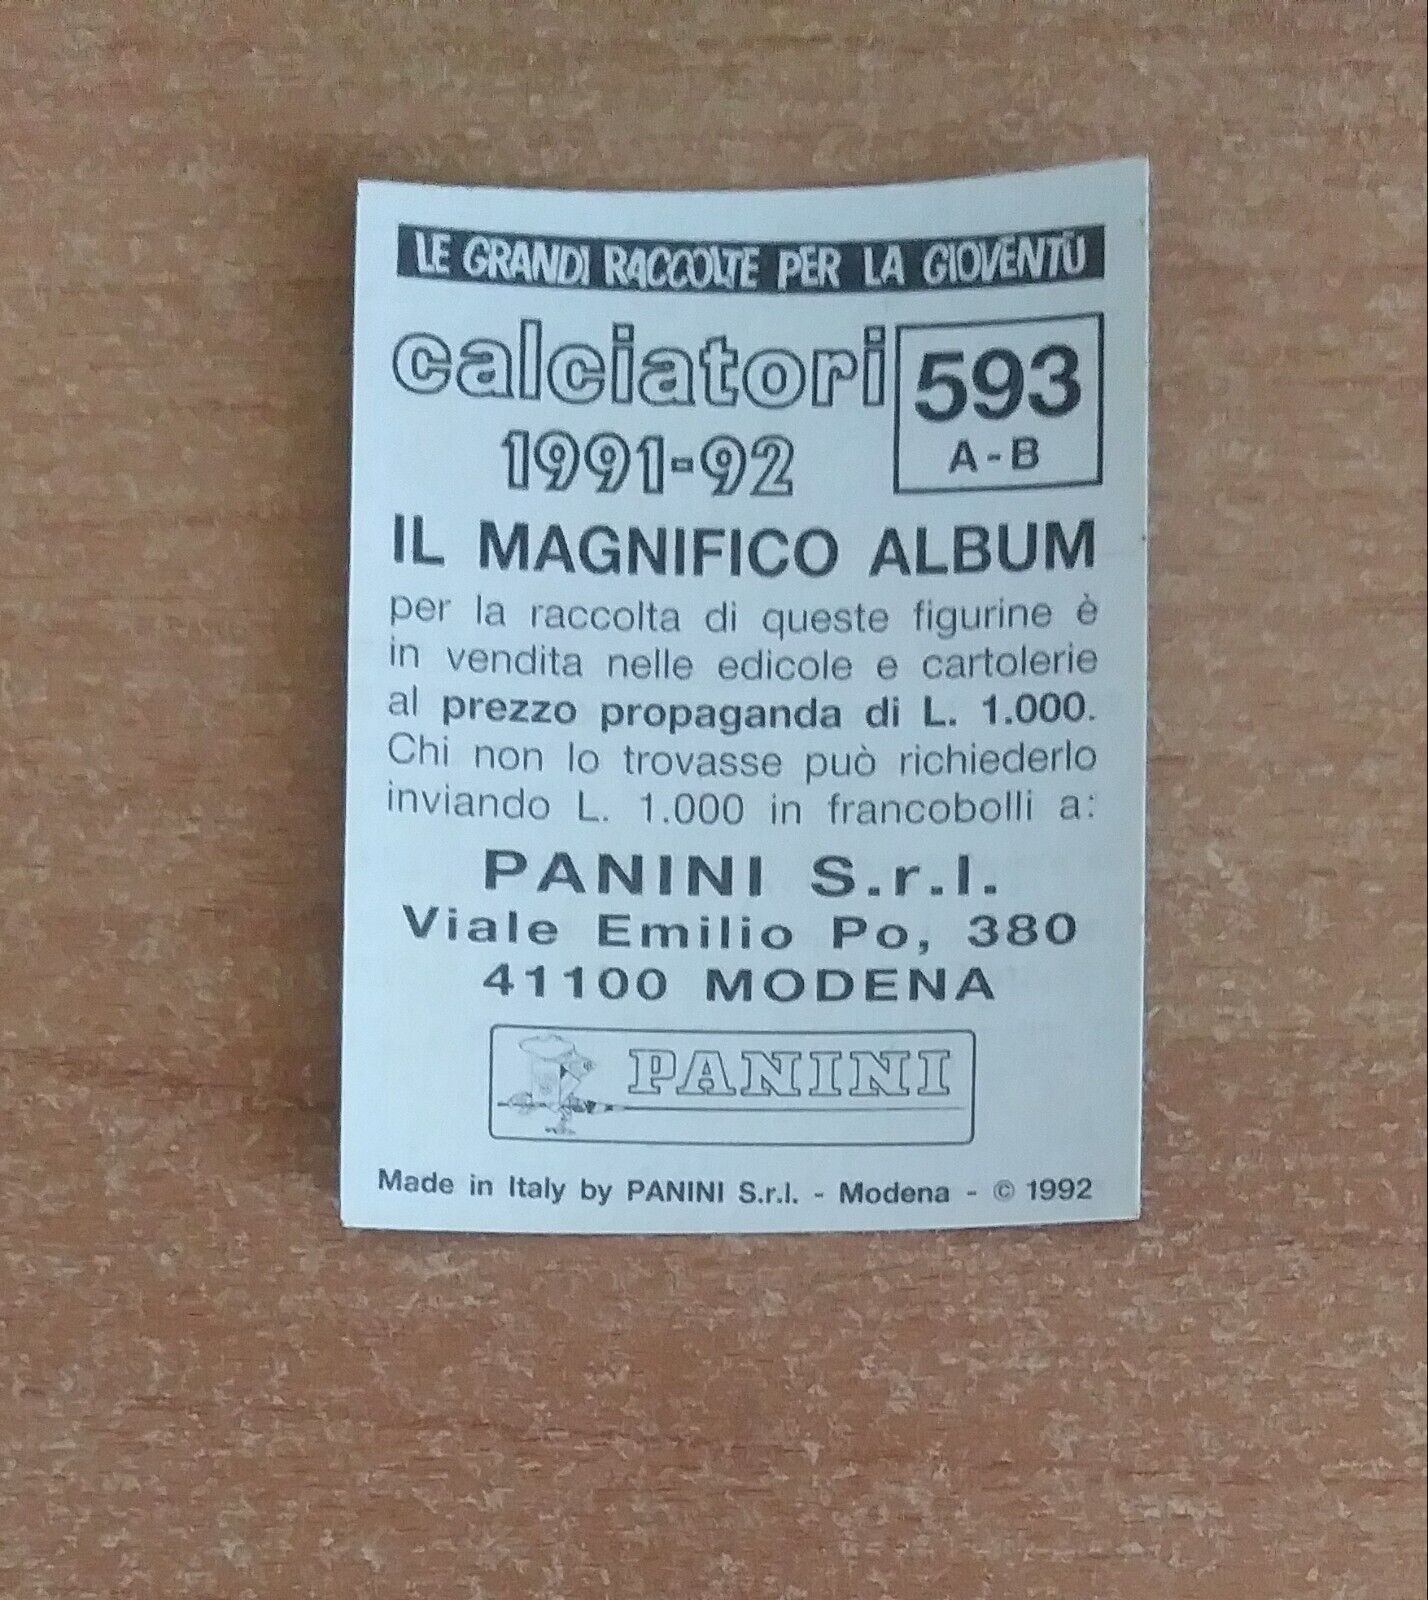 LE GRANDI RACCOLTE PER LA GIOVENTÙ
calciatori
1991-92
593
A-B
IL MAGNIFICO ALBUM
per la raccolta di queste figurine è
in vendita nelle edicole e cartolerie
al prezzo propaganda di L. 1.000.
Chi non lo trovasse può richiederlo
inviando L. 1.000 in francobolli a:
PANINI S.r.l.
Viale Emilio Po, 380
41100 MODENA
PANINI
Made in Italy by PANINI S.r.l. - Modena - © 1992